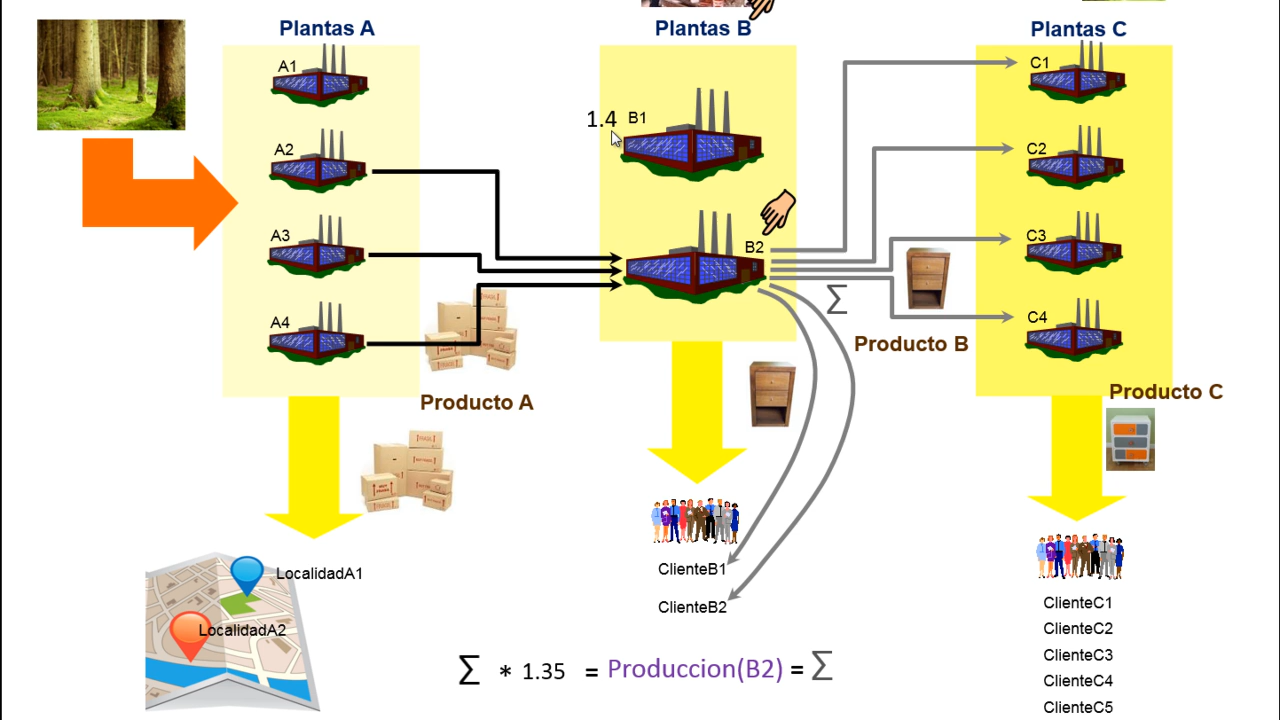 Plantas A
Plantas B
Plantas C
A1
A2
A3
A4
1.4
B1
B2
C1
C2
C3
C4
∑
Producto A
Producto B
Producto C
LocalidadA1
LocalidadA2
ClienteB1
ClienteB2
ClienteC1
ClienteC2
ClienteC3
ClienteC4
ClienteC5
∑ * 1.35 = Produccion(B2) = ∑